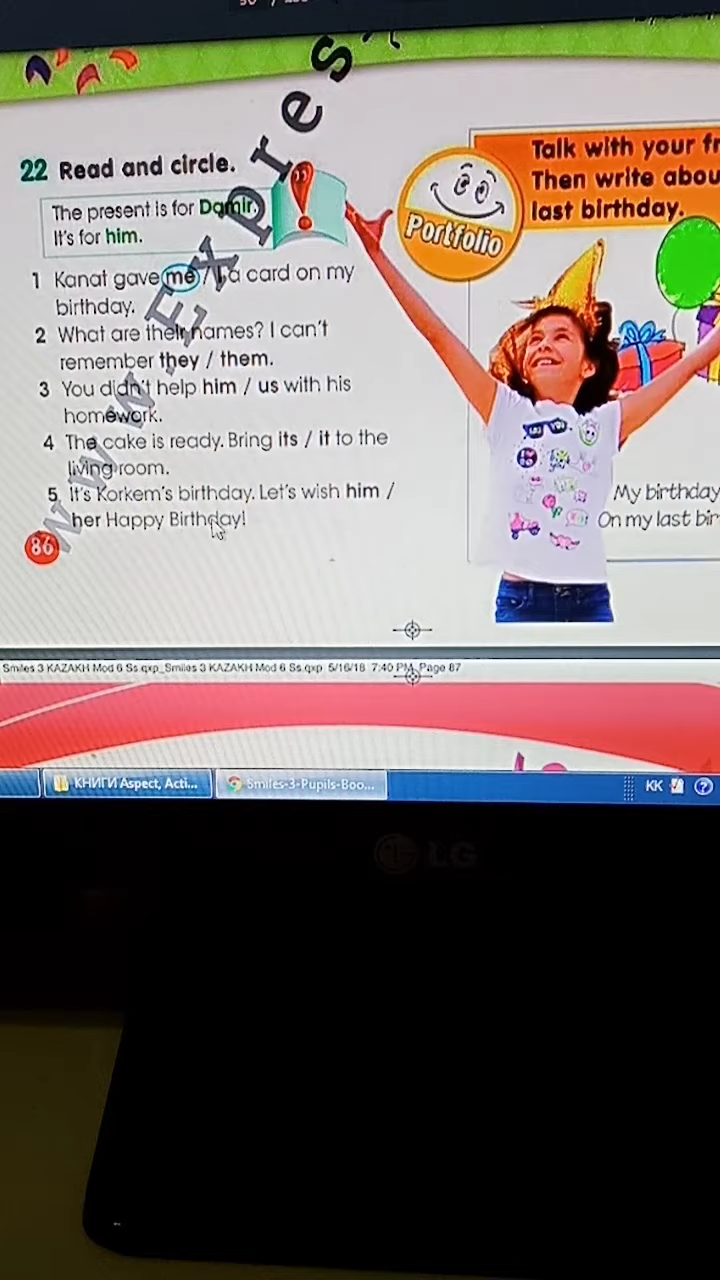 22 Read and circle.
The present is for Damir.
It's for him.
1 Kanat gave me / I a card on my
birthday.
2 What are their names? I can't
remember they / them.
3 You didn't help him / us with his
homework.
4 The cake is ready. Bring its / it to the
living room.
5 It's Korkem's birthday. Let's wish him /
her Happy Birthday!
86
www.Expres
Portfolio
Talk with your
Then write
last birthday.
My birthday
On my last
Smiles 3 KAZAKH Mod 6 Ss.qxp_Smiles 3 KAZAKH Mod 6 Ss.qxp 5/16/18 7:40 PM Page 87
КНИГИ Aspect, Acti...
Smiles-3-Pupils-Boo...
KK
LG